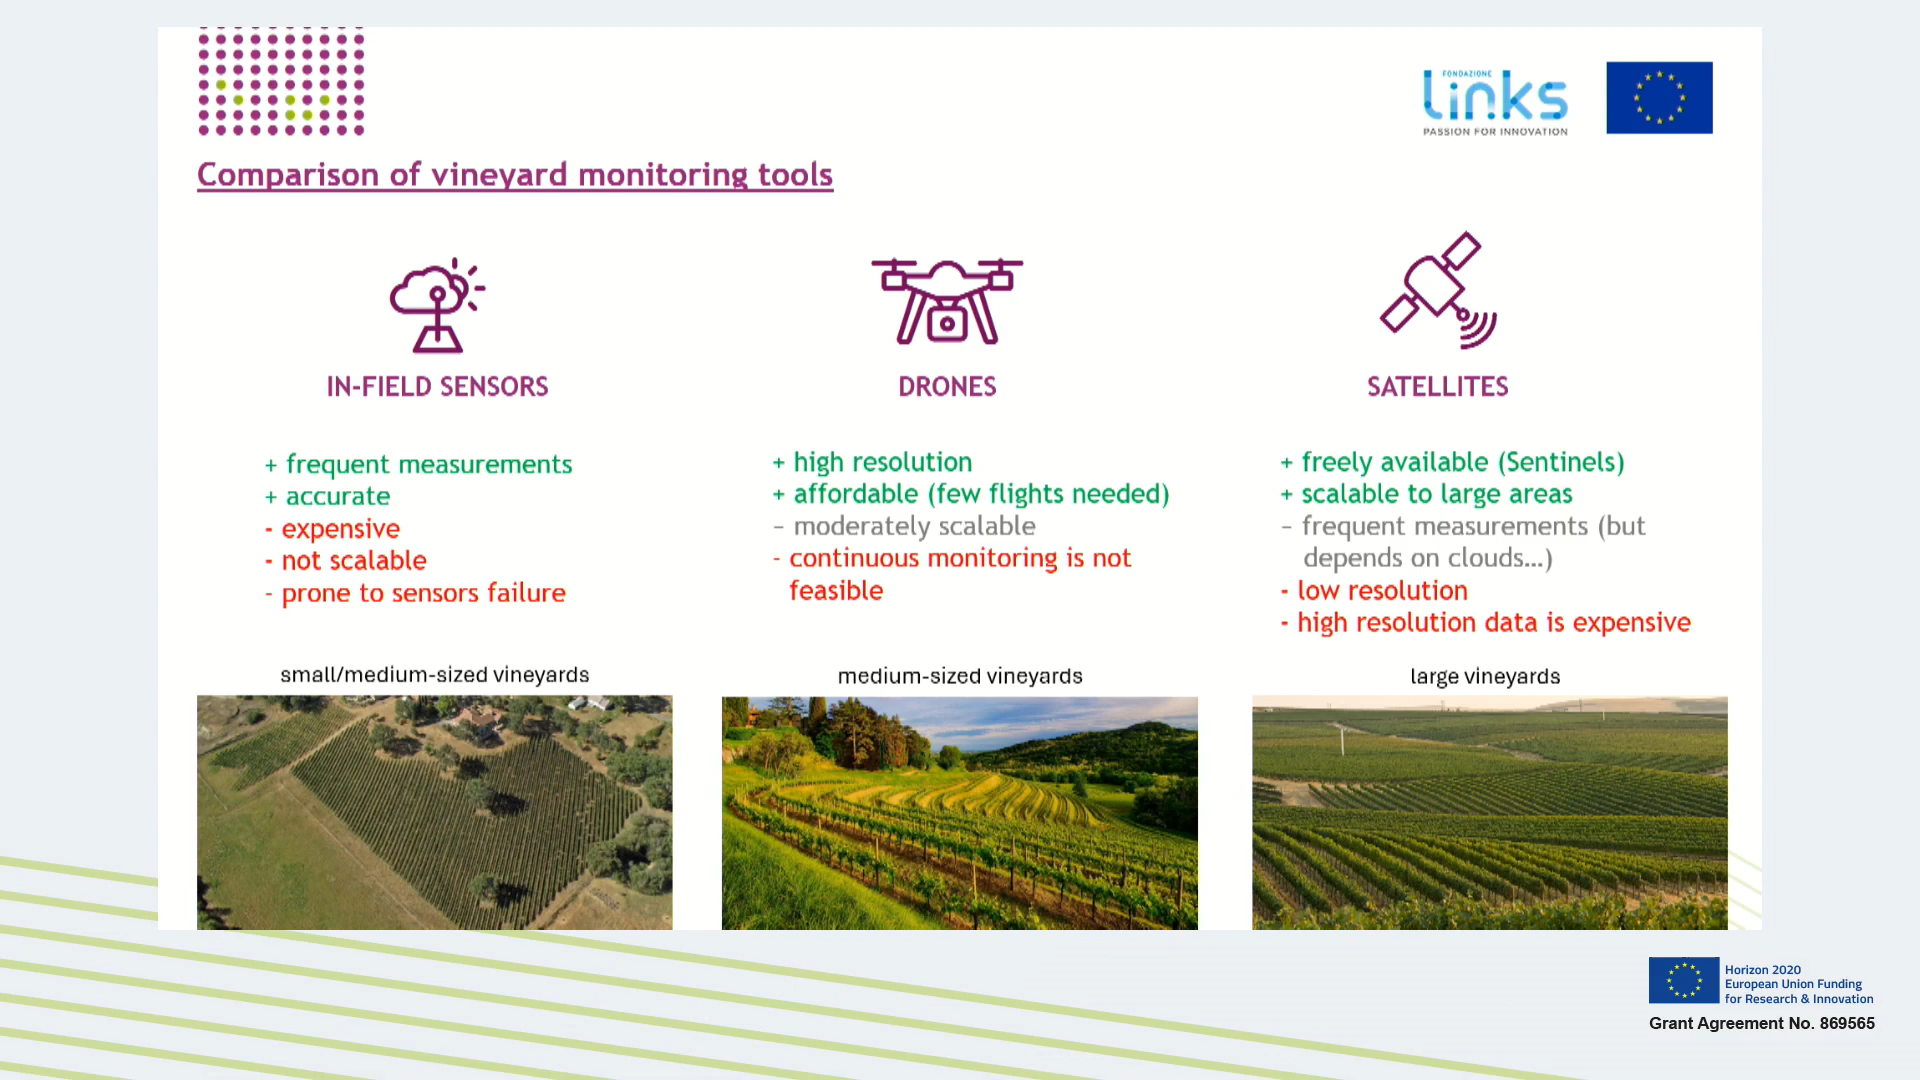 FONDAZIONE
Links
PASSION FOR INNOVATION
Comparison of vineyard monitoring tools
IN-FIELD SENSORS
+ frequent measurements
+ accurate
- expensive
- not scalable
- prone to sensors failure
small/medium-sized vineyards
DRONES
+ high resolution
+ affordable (few flights needed)
– moderately scalable
- continuous monitoring is not
feasible
medium-sized vineyards
SATELLITES
+ freely available (Sentinels)
+ scalable to large areas
– frequent measurements (but
depends on clouds...)
- low resolution
- high resolution data is expensive
large vineyards
Horizon 2020
European Union Funding
for Research & Innovation
Grant Agreement No. 869565